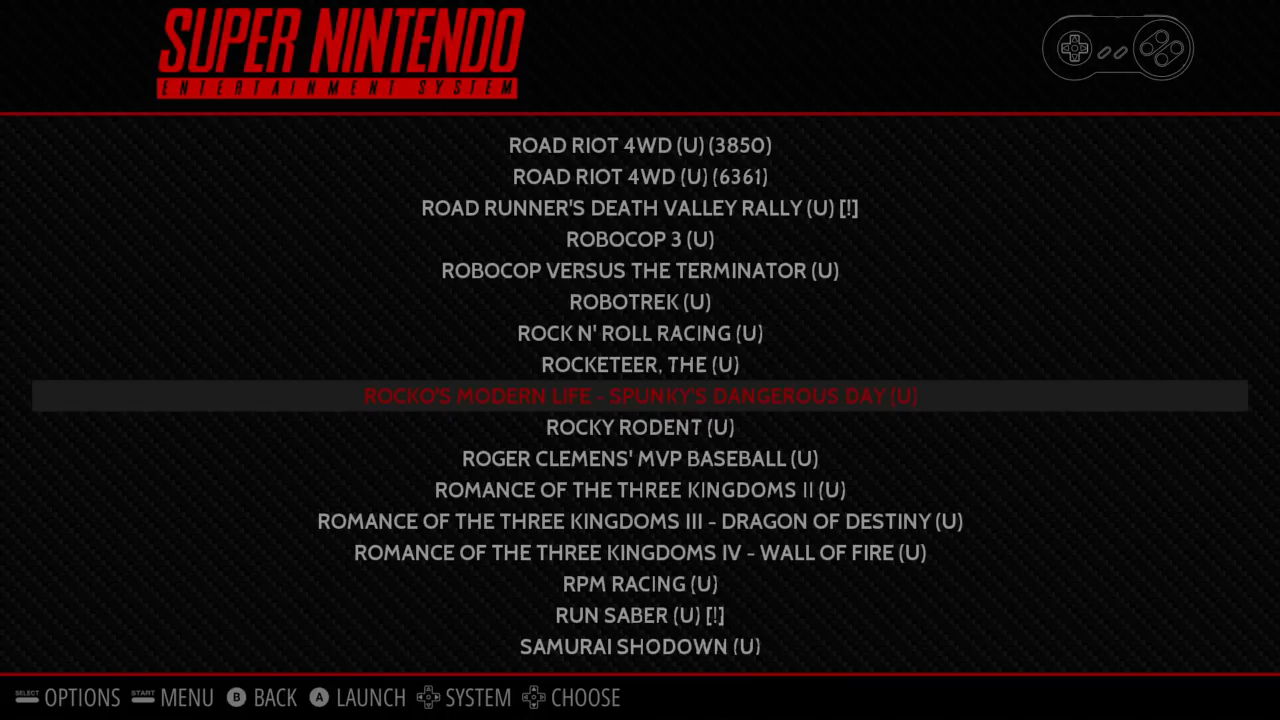 SUPER NINTENDO
ENTERTAINMENT SYSTEM
ROAD RIOT 4WD (U) (3850)
ROAD RIOT 4WD (U) (6361)
ROAD RUNNER'S DEATH VALLEY RALLY (U) [!]
ROBOCOP 3 (U)
ROBOCOP VERSUS THE TERMINATOR (U)
ROBOTREK (U)
ROCK N' ROLL RACING (U)
ROCKETEER, THE (U)
ROCKO'S MODERN LIFE - SPUNKY'S DANGEROUS DAY (U)
ROCKY RODENT (U)
ROGER CLEMENS' MVP BASEBALL (U)
ROMANCE OF THE THREE KINGDOMS II (U)
ROMANCE OF THE THREE KINGDOMS III - DRAGON OF DESTINY (U)
ROMANCE OF THE THREE KINGDOMS IV - WALL OF FIRE (U)
RPM RACING (U)
RUN SABER (U) [!]
SAMURAI SHODOWN (U)
SELECT OPTIONS START MENU B BACK A LAUNCH SYSTEM CHOOSE